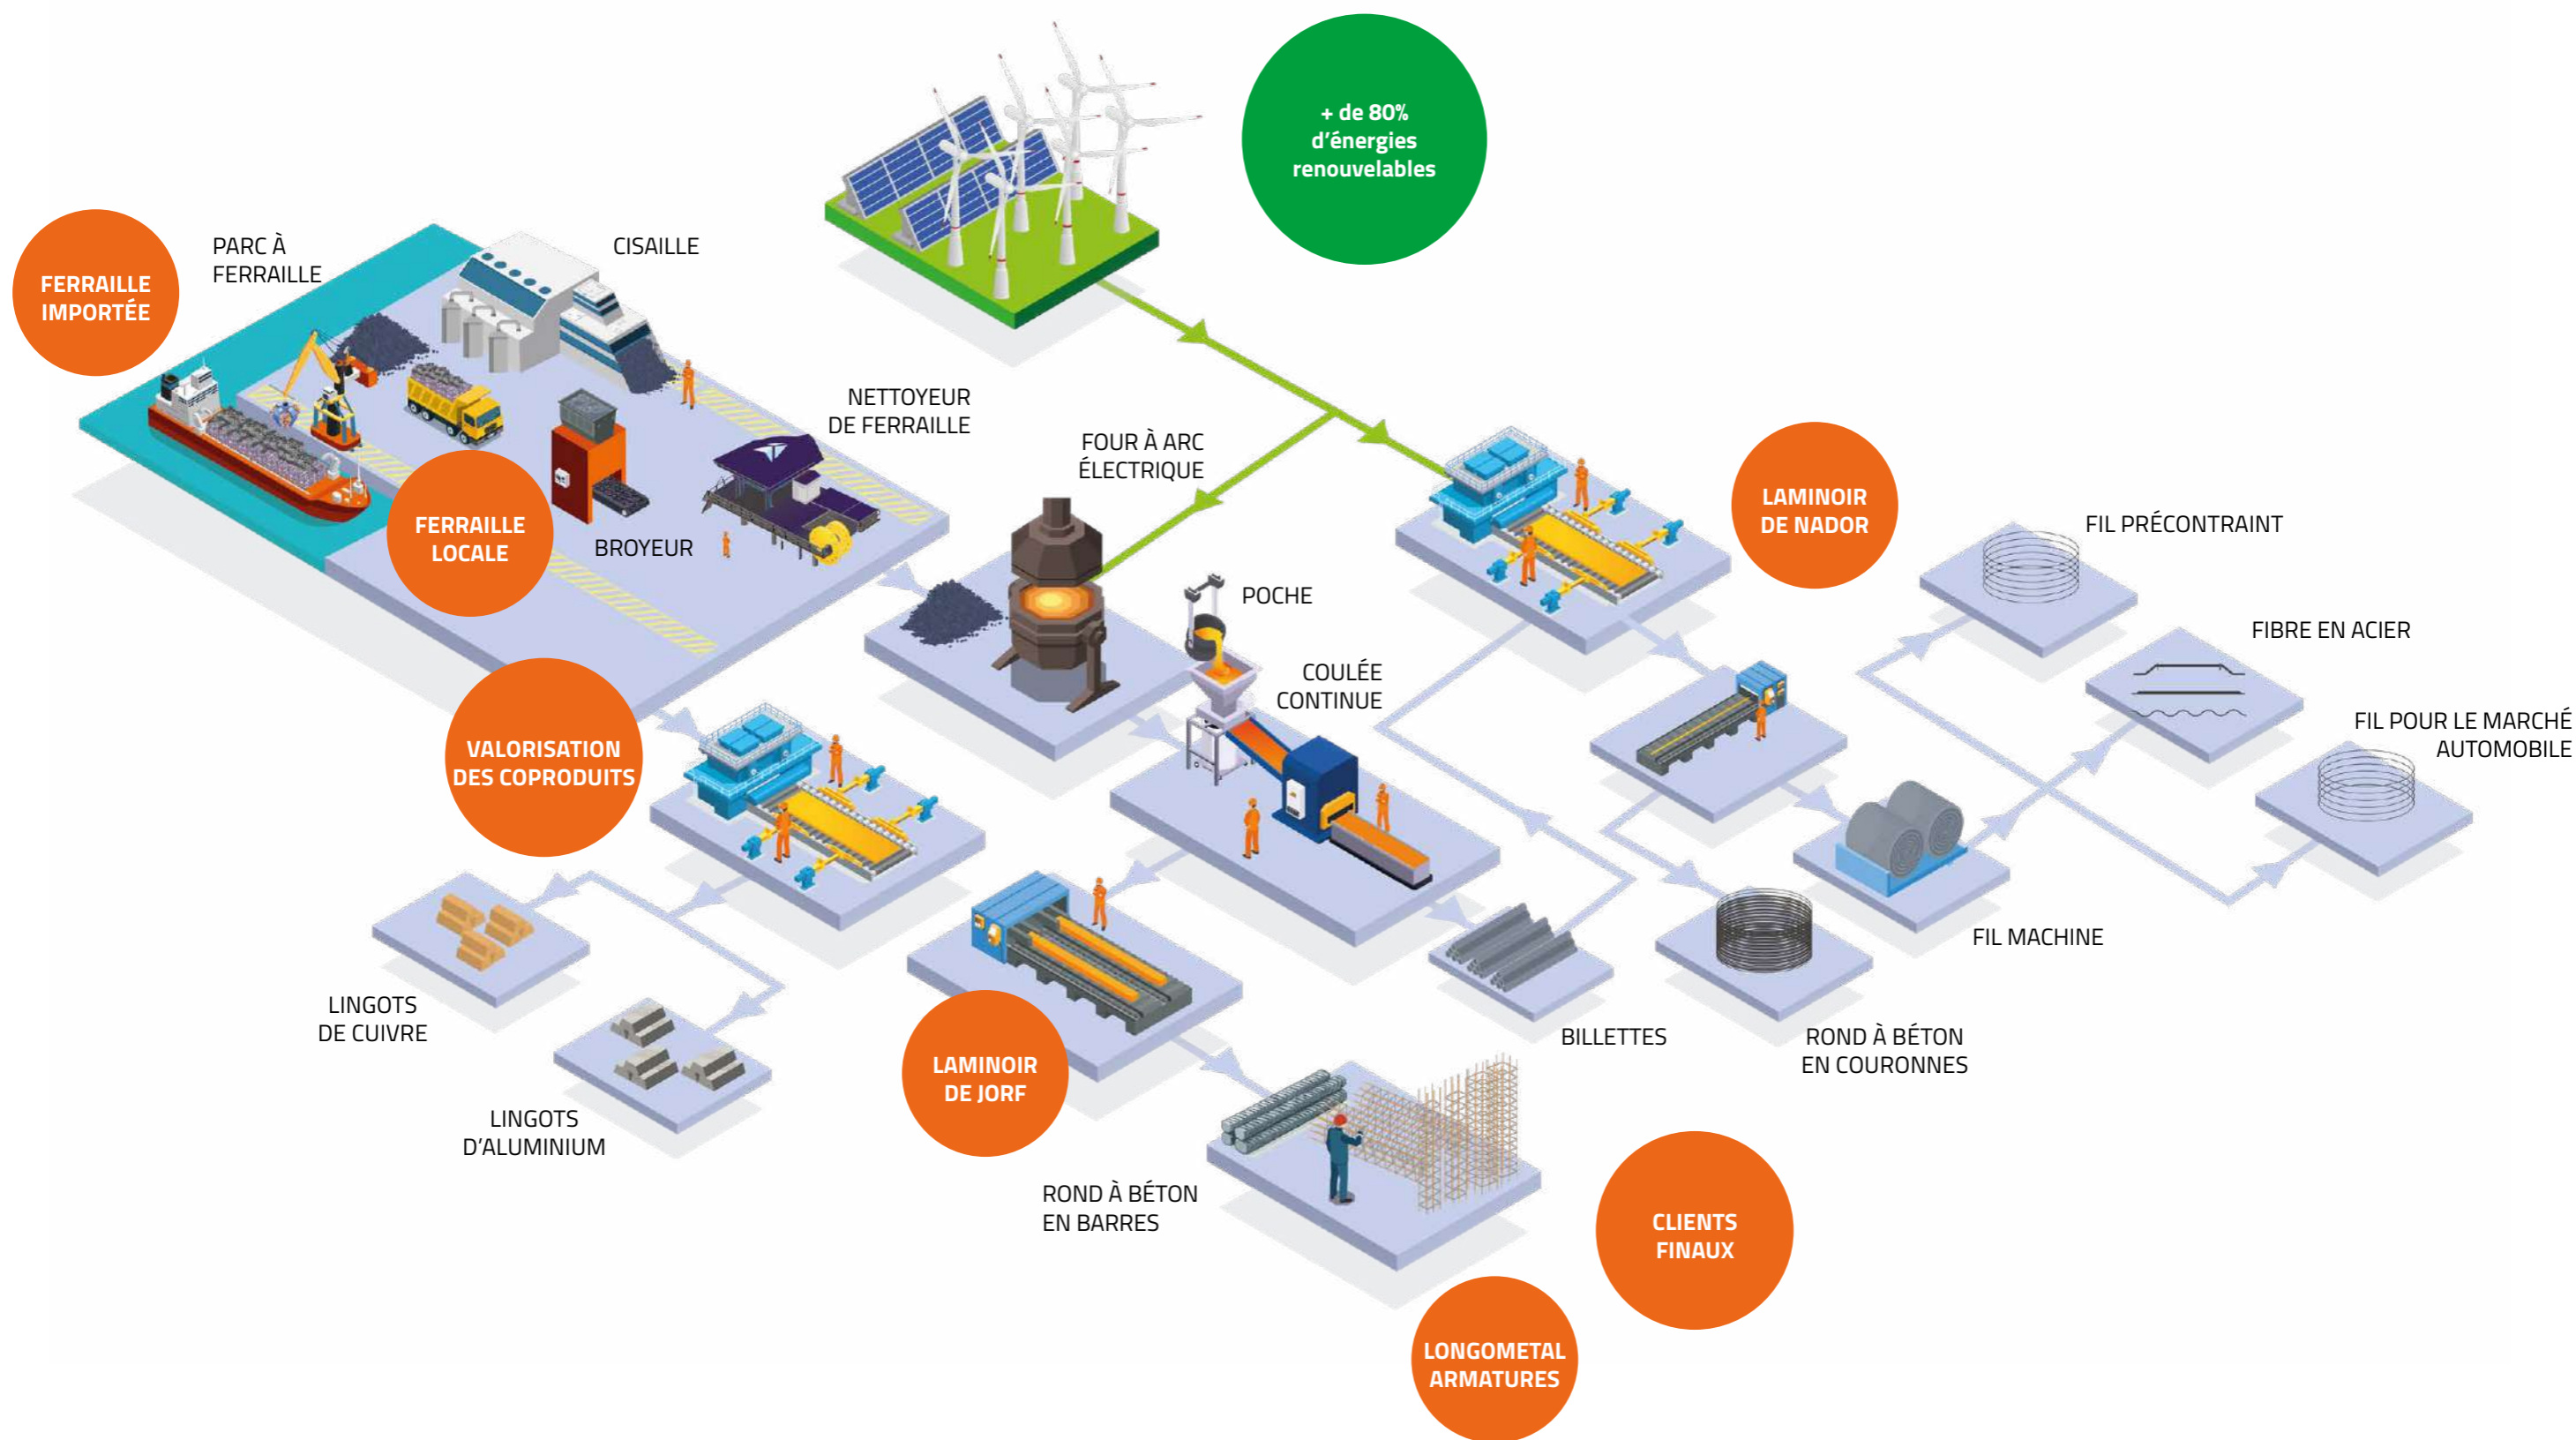 + de 80%
d'énergies
renouvelables
FERRAILLE
IMPORTÉE
PARC À
FERRAILLE
CISAILLE
NETTOYEUR
DE FERRAILLE
FOUR À ARC
ÉLECTRIQUE
FERRAILLE
LOCALE
BROYEUR
LAMINOIR
DE NADOR
FIL PRÉCONTRAINT
POCHE
FIBRE EN ACIER
COULÉE
CONTINUE
FIL POUR LE MARCHÉ
AUTOMOBILE
VALORISATION
DES COPRODUITS
FIL MACHINE
LINGOTS
DE CUIVRE
BILLETTES
ROND À BÉTON
EN COURONNES
LAMINOIR
DE JORF
LINGOTS
D'ALUMINIUM
ROND À BÉTON
EN BARRES
CLIENTS
FINAUX
LONGOMETAL
ARMATURES